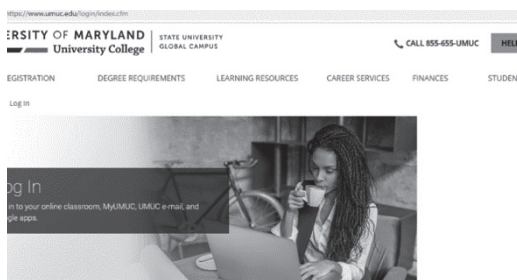 https://www.umuc.edu/login/index.cfm
ERSITY OF MARYLAND
University College
STATE UNIVERSITY
GLOBAL CAMPUS
CALL 855-655-UMUC
HEL
EGISTRATION DEGREE REQUIREMENTS LEARNING RESOURCES CAREER SERVICES FINANCES STUDEN
Log In
og In
in to your online classroom, MyUMUC, UMUC e-mail, and
gle apps.